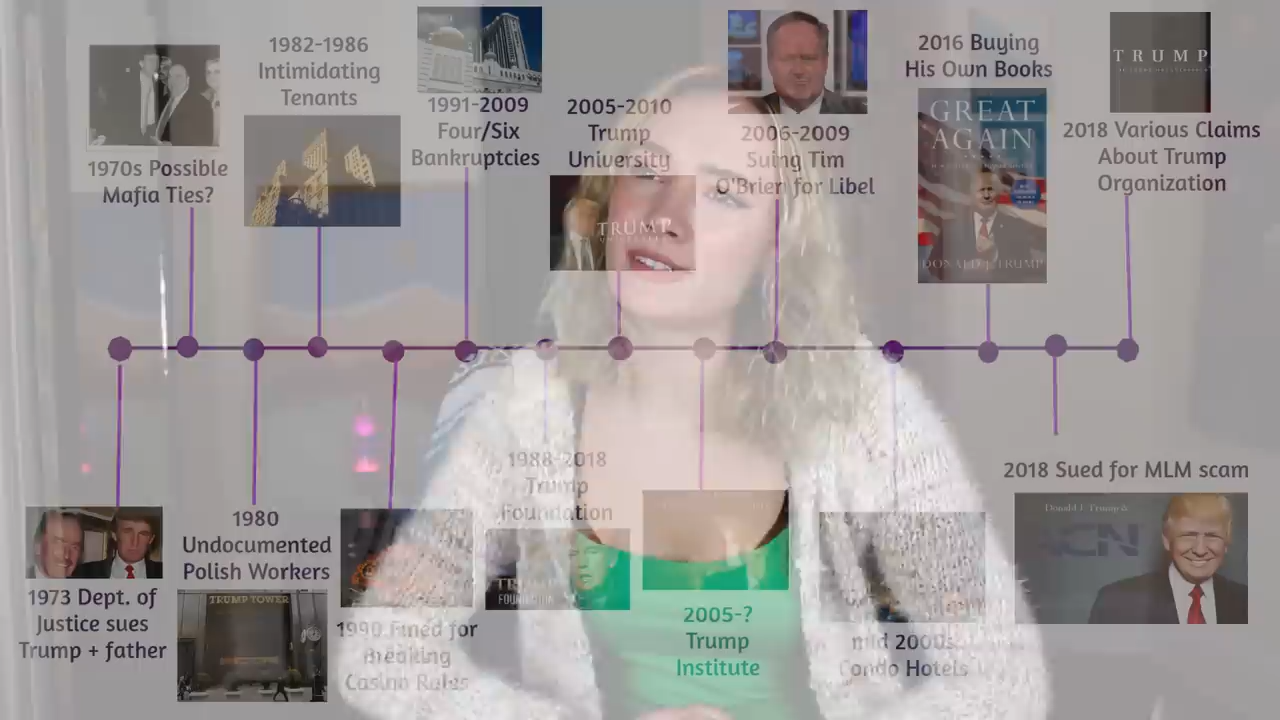 1982-1986
Intimidating
Tenants
1970s Possible
Mafia Ties?
1991-2009
Four/Six
Bankruptcies
2005-2010
Trump
University
TRUMP
2006-2009
Suing Tim
O'Brien for Libel
2016 Buying
His Own Books
GREAT
AGAIN
DONALD J. TRUMP
TRUMP
2018 Various Claims
About Trump
Organization
1973 Dept. of
Justice sues
Trump + father
1980
Undocumented
Polish Workers
TRUMP TOWER
1990 Fined for
Breaking
Casino Rules
1988-2018
Trump
Foundation
2005-?
Trump
Institute
mid 2000s
Condo Hotels
2018 Sued for MLM scam
Donald J. Trump &
ACN